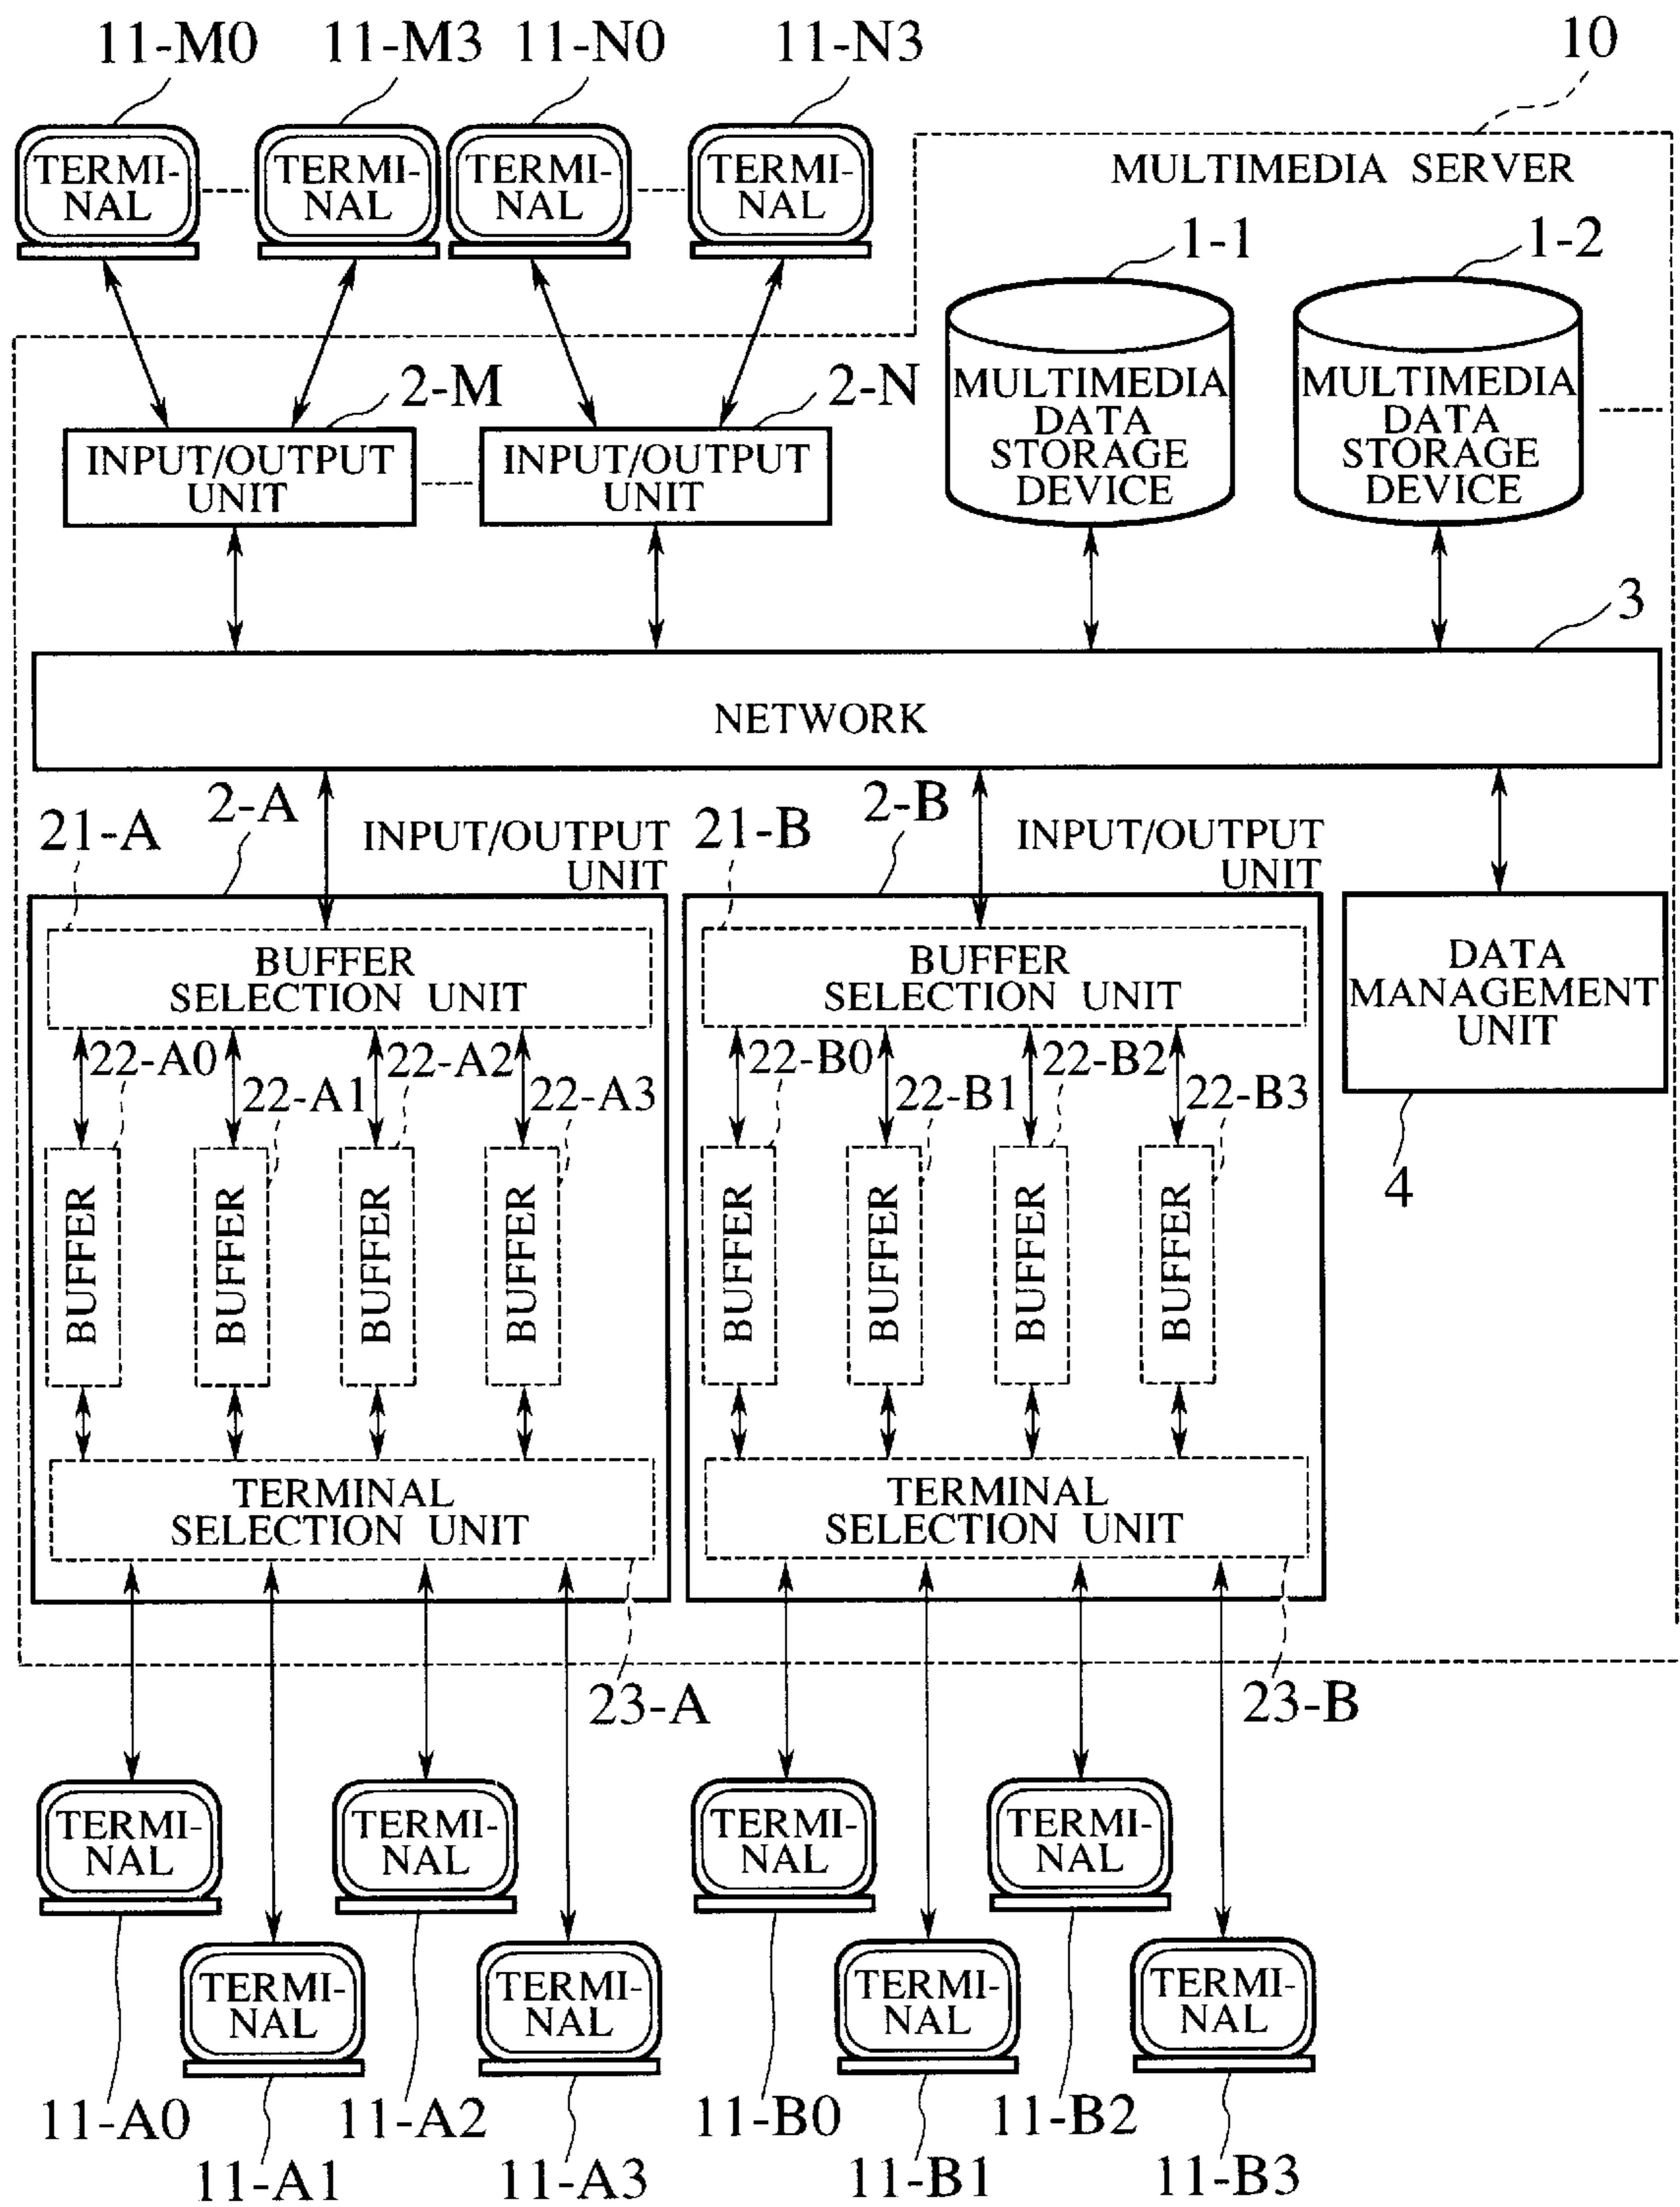 11-M0 11-M3 11-N0 11-N3 10
TERMI-
NAL
TERMI-
NAL
TERMI-
NAL
TERMI-
NAL
MULTIMEDIA SERVER
1-1 1-2
MULTIMEDIA
DATA
STORAGE
DEVICE
MULTIMEDIA
DATA
STORAGE
DEVICE
2-M 2-N
INPUT/OUTPUT
UNIT
INPUT/OUTPUT
UNIT
3
NETWORK
21-A 2-A
INPUT/OUTPUT
UNIT
21-B 2-B
INPUT/OUTPUT
UNIT
BUFFER
SELECTION UNIT
BUFFER
SELECTION UNIT
DATA
MANAGEMENT
UNIT
4
22-A0 22-A1 22-A2 22-A3
22-B0 22-B1 22-B2 22-B3
BUFFER
BUFFER
BUFFER
BUFFER
BUFFER
BUFFER
BUFFER
BUFFER
TERMINAL
SELECTION UNIT
TERMINAL
SELECTION UNIT
23-A 23-B
TERMI-
NAL
TERMI-
NAL
TERMI-
NAL
TERMI-
NAL
TERMI-
NAL
TERMI-
NAL
TERMI-
NAL
TERMI-
NAL
11-A0 11-A2 11-B0 11-B2
11-A1 11-A3 11-B1 11-B3